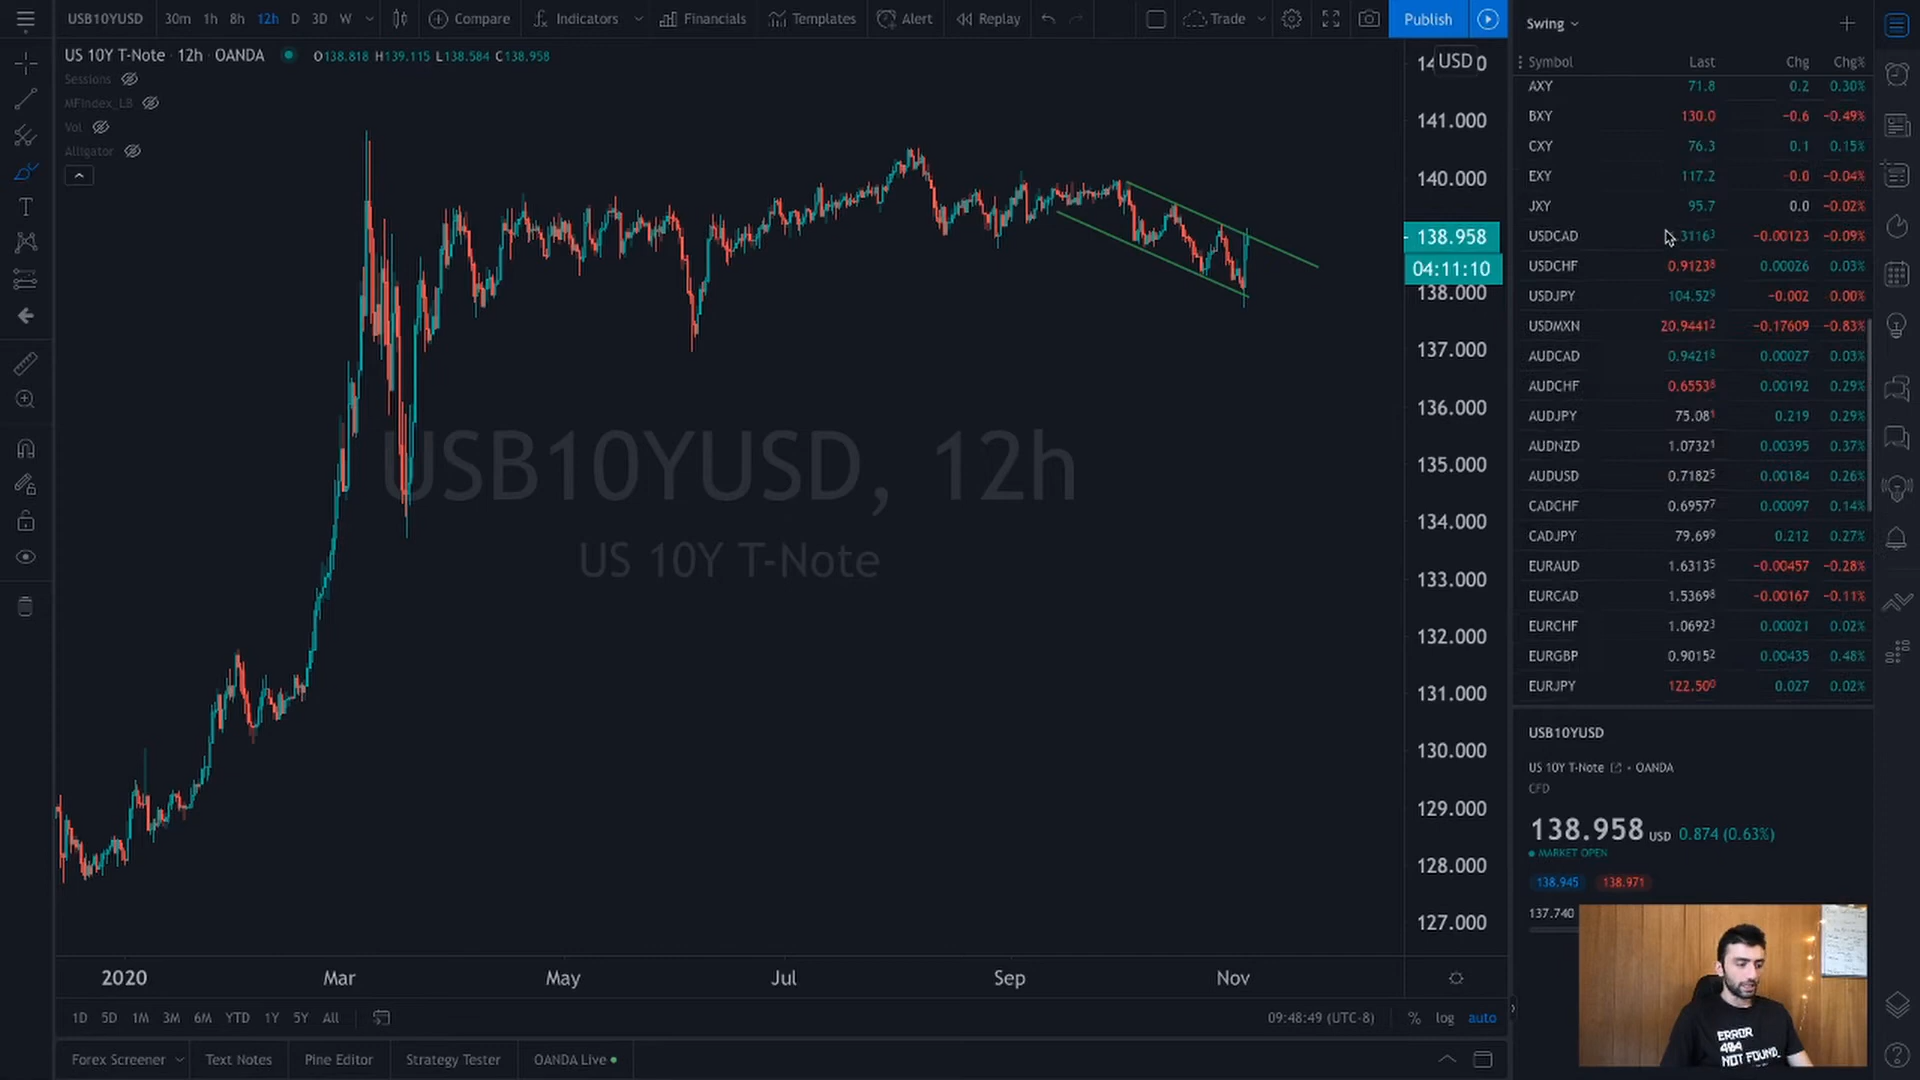 USB10YUSD 30m 1h 8h 12h D 3D W Compare Indicators Financials Templates Alert Replay Trade Publish
US 10Y T-Note · 12h · OANDA O138.818 H139.115 L138.584 C138.958
Sessions
MFIndex_LB
Vol
Alligator
USD
141.000
140.000
138.958
04:11:10
138.000
137.000
136.000
135.000
134.000
133.000
132.000
131.000
130.000
129.000
128.000
127.000
USB10YUSD, 12h
US 10Y T-Note
2020 Mar May Jul Sep Nov
1D 5D 1M 3M 6M YTD 1Y 5Y All 09:48:49 (UTC-8) % log auto
Forex Screener Text Notes Pine Editor Strategy Tester OANDA Live
Swing
Symbol Last Chg Chg%
AXY 71.8 0.2 0.30%
BXY 130.0 −0.6 −0.49%
CXY 76.3 0.1 0.15%
EXY 117.2 −0.0 −0.04%
JXY 95.7 0.0 −0.02%
USDCAD 3116³ −0.00123 −0.09%
USDCHF 0.9123⁸ 0.00026 0.03%
USDJPY 104.52⁹ −0.002 0.00%
USDMXN 20.9441² −0.17609 −0.83%
AUDCAD 0.9421⁸ 0.00027 0.03%
AUDCHF 0.6553⁸ 0.00192 0.29%
AUDJPY 75.08¹ 0.219 0.29%
AUDNZD 1.0732¹ 0.00395 0.37%
AUDUSD 0.7182⁵ 0.00184 0.26%
CADCHF 0.6957⁷ 0.00097 0.14%
CADJPY 79.69⁹ 0.212 0.27%
EURAUD 1.6313⁵ −0.00457 −0.28%
EURCAD 1.5369⁸ −0.00167 −0.11%
EURCHF 1.0692³ 0.00021 0.02%
EURGBP 0.9015² 0.00435 0.48%
EURJPY 122.50⁰ 0.027 0.02%
USB10YUSD
US 10Y T-Note · OANDA
CFD
138.958 USD 0.874 (0.63%)
MARKET OPEN
138.945 138.971
137.740
ERROR
404
NOT FOUND